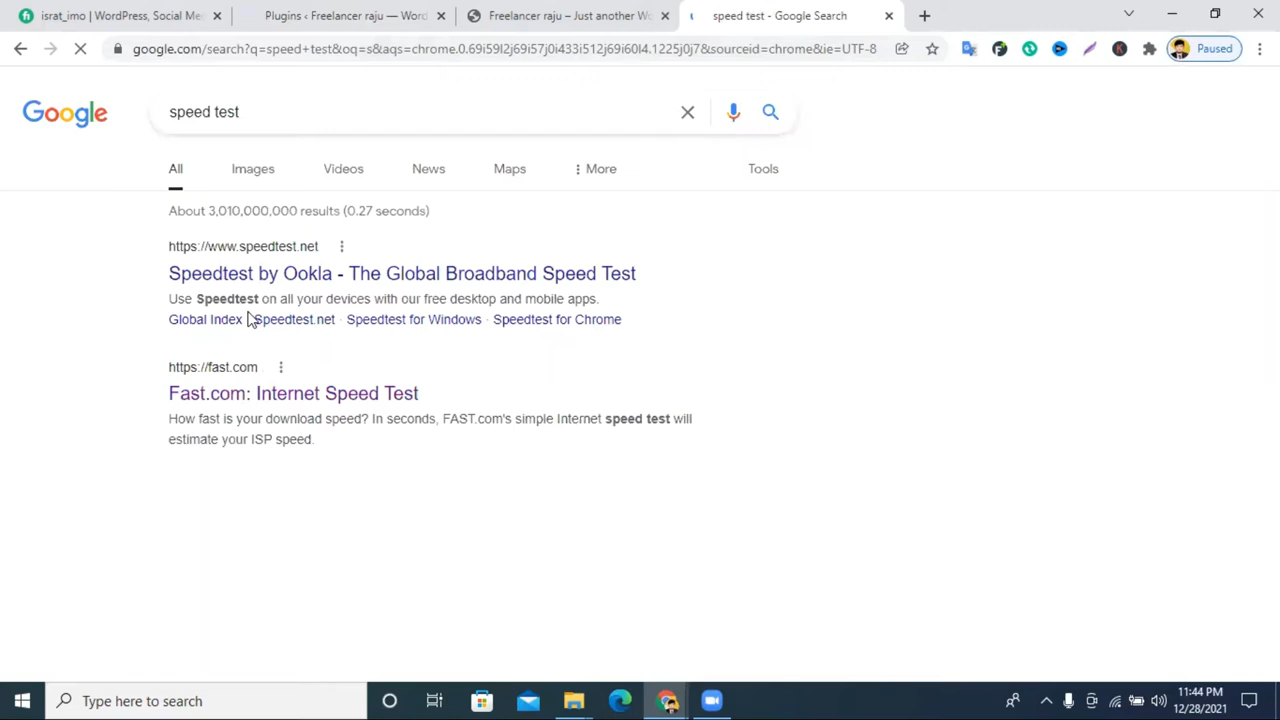 israt_imo | WordPress, Social Me
Plugins ‹ Freelancer raju — Word
Freelancer raju – Just another Wo
speed test - Google Search
google.com/search?q=speed+test&oq=s&aqs=chrome.0.69i59l2j69i57j0i433i512j69i60l4.1225j0j7&sourceid=chrome&ie=UTF-8
Paused
Google
speed test
All
Images
Videos
News
Maps
More
Tools
About 3,010,000,000 results (0.27 seconds)
https://www.speedtest.net
Speedtest by Ookla - The Global Broadband Speed Test
Use Speedtest on all your devices with our free desktop and mobile apps.
Global Index · Speedtest.net · Speedtest for Windows · Speedtest for Chrome
https://fast.com
Fast.com: Internet Speed Test
How fast is your download speed? In seconds, FAST.com's simple Internet speed test will
estimate your ISP speed.
Type here to search
11:44 PM
12/28/2021